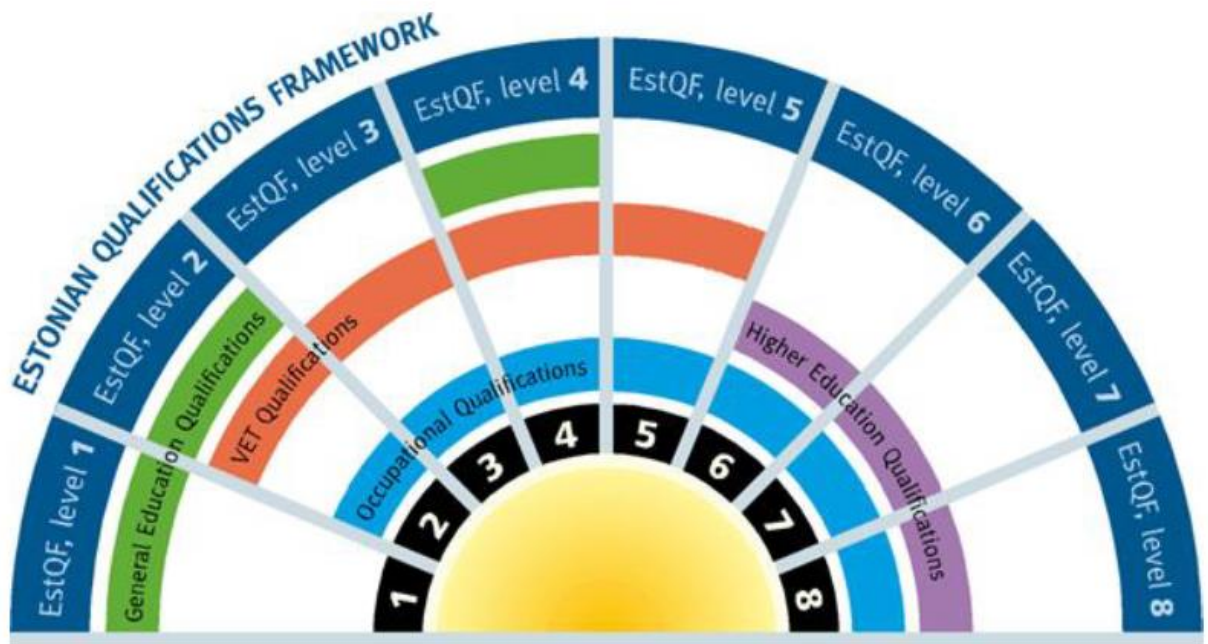 ESTONIAN QUALIFICATIONS FRAMEWORK
EstQF, level 1
EstQF, level 2
EstQF, level 3
EstQF, level 4
EstQF, level 5
EstQF, level 6
EstQF, level 7
EstQF, level 8
General Education Qualifications
VET Qualifications
Occupational Qualifications
Higher Education Qualifications
1
2
3
4
5
6
7
8